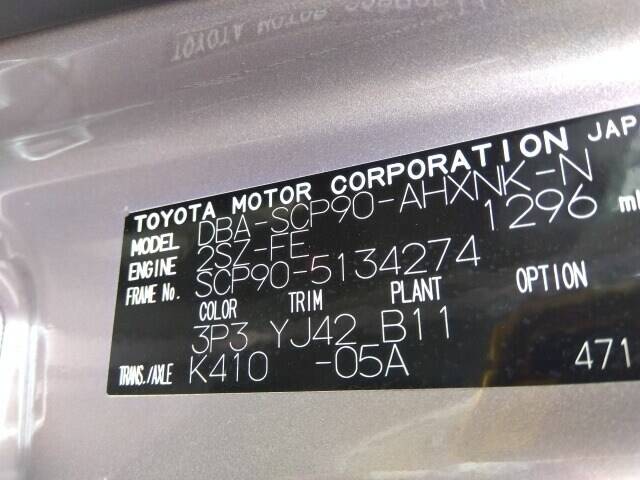 TOYOTA MOTOR CORPORATION JAP
MODEL DBA-SCP90-AHXNK-N
ENGINE 2SZ-FE 1296 m
FRAME No. SCP90-5134274
COLOR TRIM PLANT OPTION
3P3 YJ42 B11
TRANS./AXLE K410 -05A 471